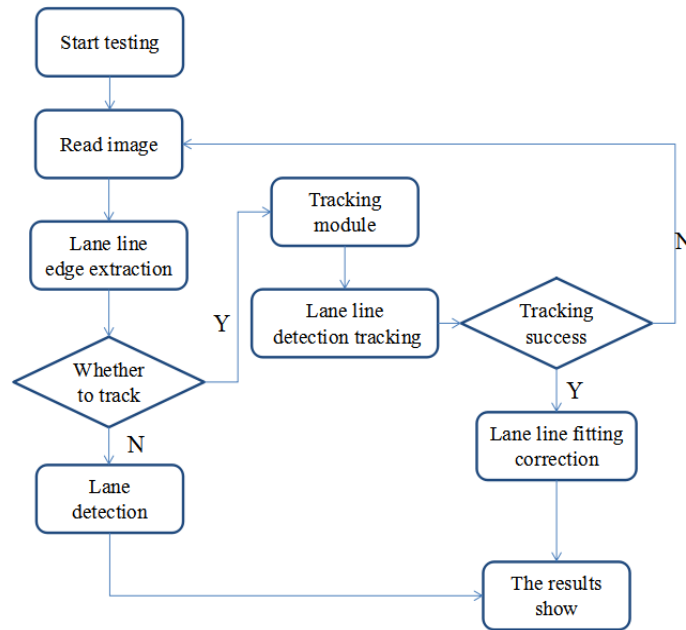 Start testing
Read image
Lane line
edge extraction
Whether
to track
Y
N
Lane
detection
Tracking
module
Lane line
detection tracking
Tracking
success
N
Y
Lane line fitting
correction
The results
show